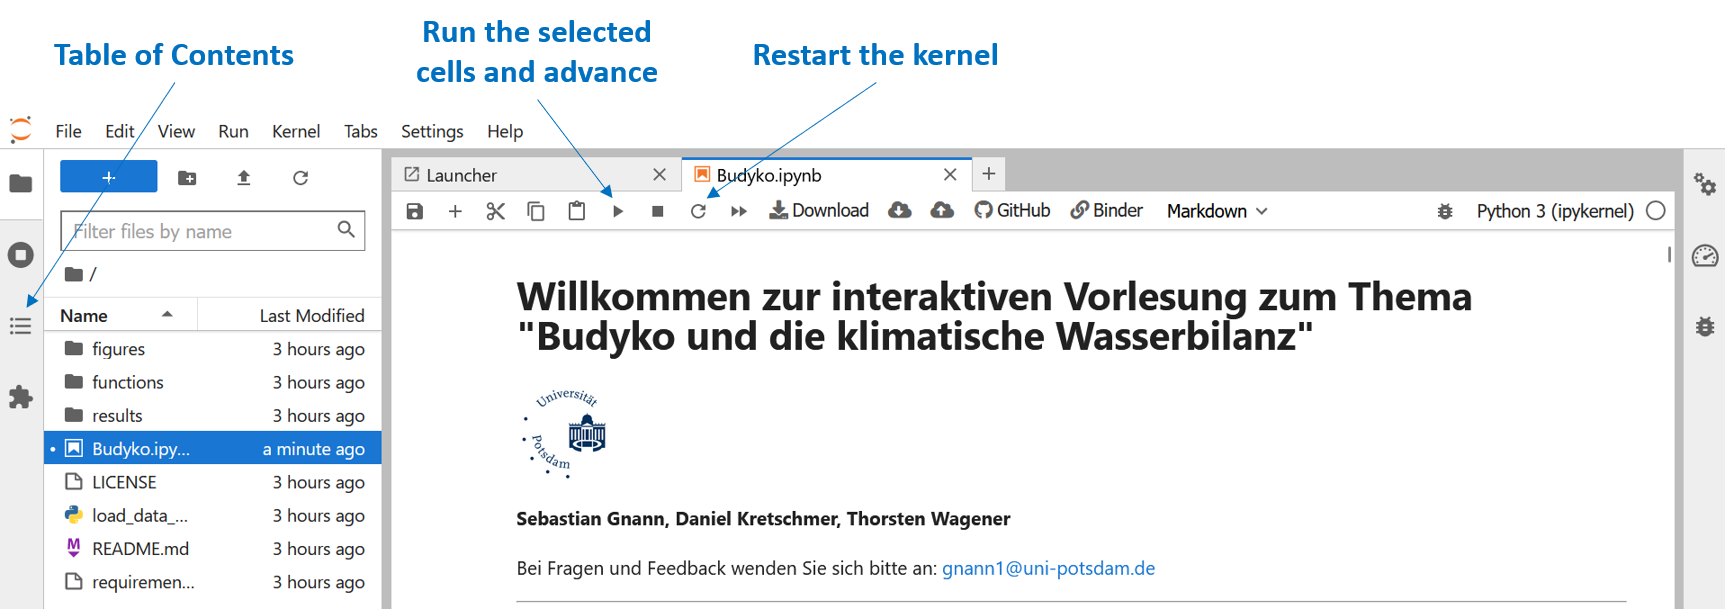 Table of Contents
Run the selected
cells and advance
Restart the kernel
File Edit View Run Kernel Tabs Settings Help
+
Filter files by name
/
Name Last Modified
figures 3 hours ago
functions 3 hours ago
results 3 hours ago
Budyko.ipy... a minute ago
LICENSE 3 hours ago
load_data_... 3 hours ago
README.md 3 hours ago
requiremen... 3 hours ago
Launcher Budyko.ipynb
Download GitHub Binder Markdown Python 3 (ipykernel)
Willkommen zur interaktiven Vorlesung zum Thema
"Budyko und die klimatische Wasserbilanz"
Universität
Potsdam
Sebastian Gnann, Daniel Kretschmer, Thorsten Wagener
Bei Fragen und Feedback wenden Sie sich bitte an: gnann1@uni-potsdam.de